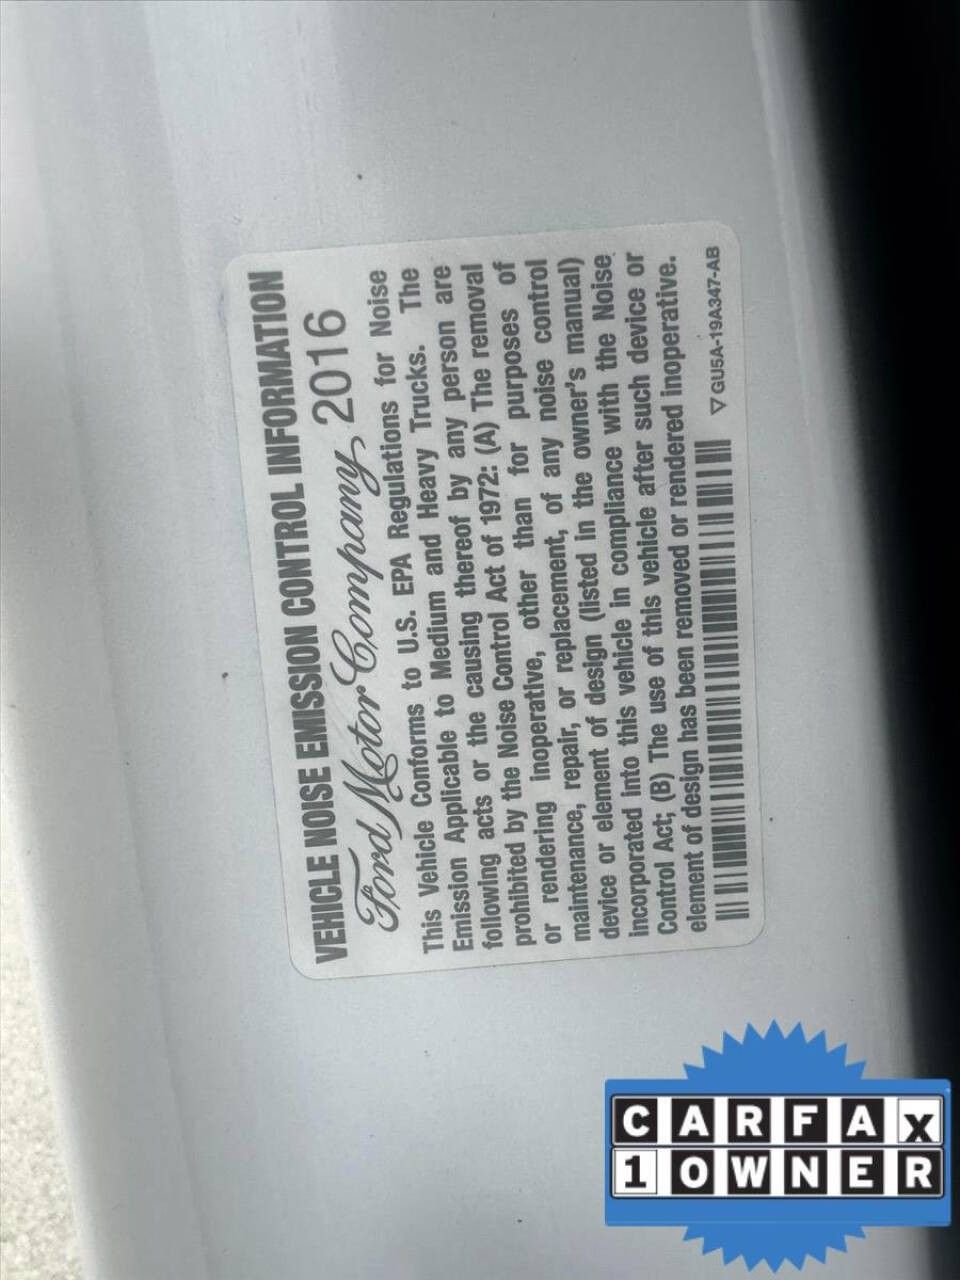 VEHICLE NOISE EMISSION CONTROL INFORMATION
Ford Motor Company 2016
This Vehicle Conforms to U.S. EPA Regulations for Noise
Emission Applicable to Medium and Heavy Trucks. The
following acts or the causing thereof by any person are
prohibited by the Noise Control Act of 1972: (A) The removal
or rendering inoperative, other than for purposes of
maintenance, repair, or replacement, of any noise control
device or element of design (listed in the owner's manual)
incorporated into this vehicle in compliance with the Noise
Control Act; (B) The use of this vehicle after such device or
element of design has been removed or rendered inoperative.
▽GU5A-19A347-AB
CARFAX
1 OWNER